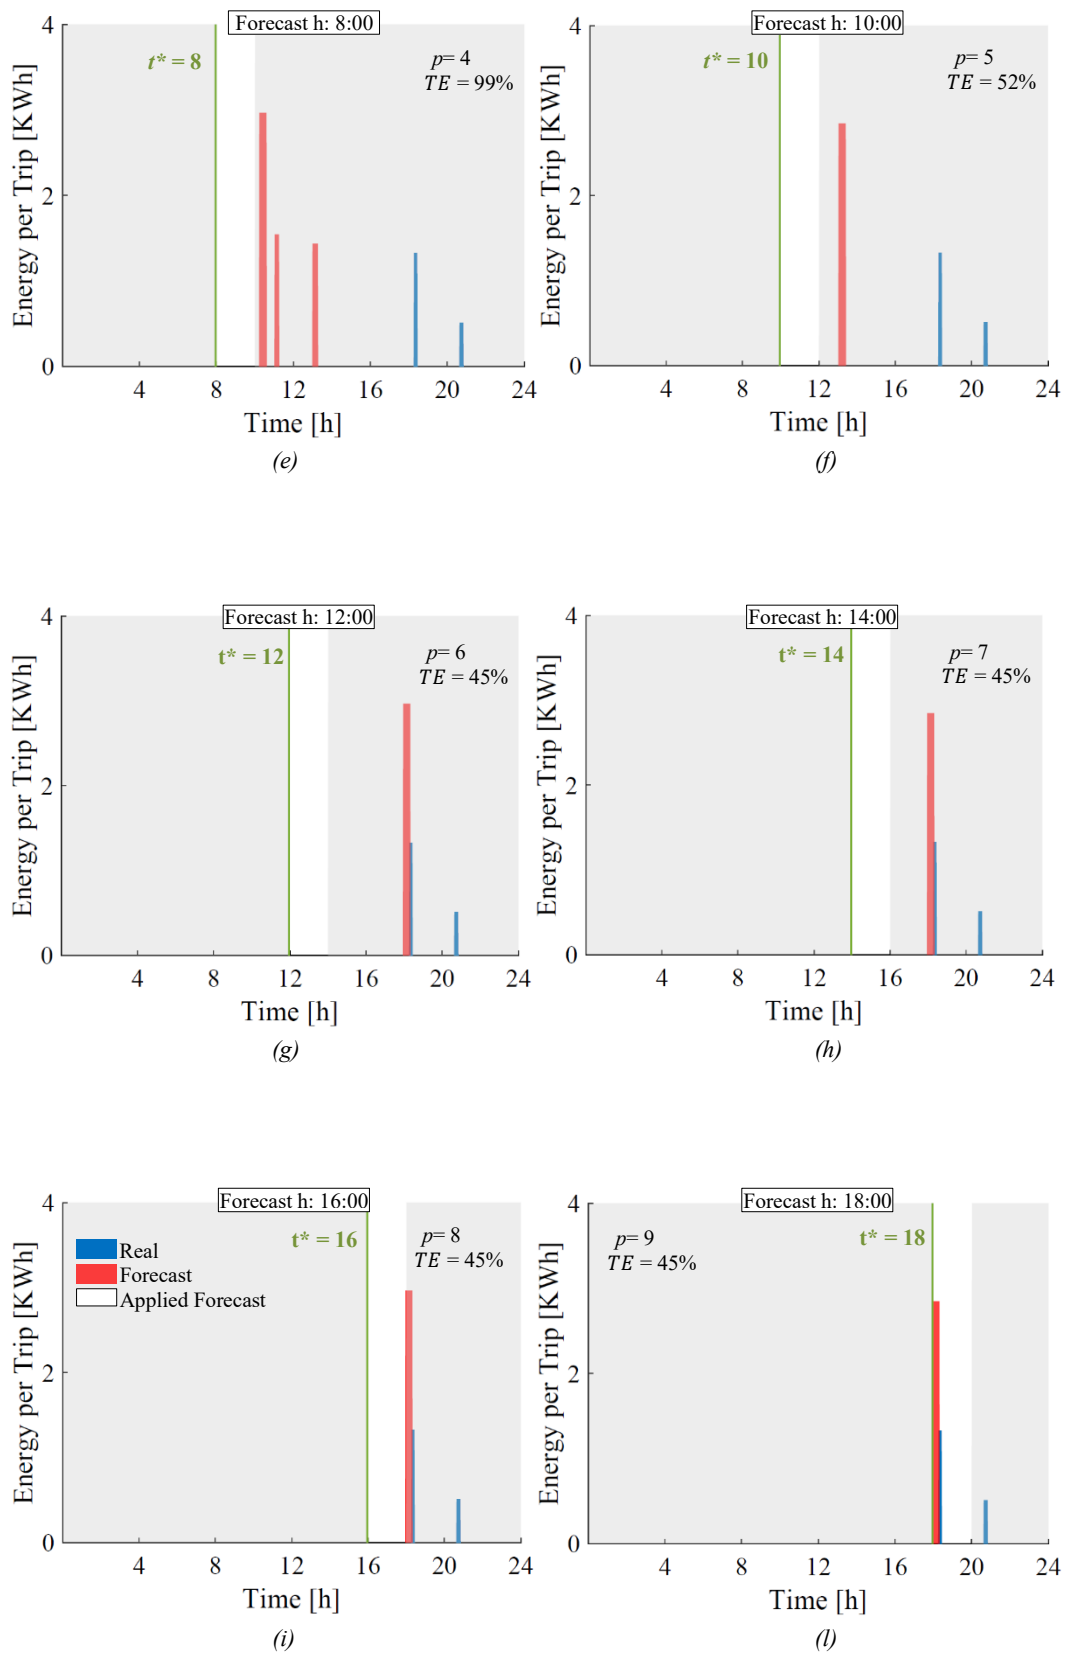 Forecast h: 8:00
4
t* = 8
p= 4
TE = 99%
2
0
Energy per Trip [KWh]
4 8 12 16 20 24
Time [h]
(e)
Forecast h: 10:00
4
t* = 10
p= 5
TE = 52%
2
0
Energy per Trip [KWh]
4 8 12 16 20 24
Time [h]
(f)
Forecast h: 12:00
4
t* = 12
p= 6
TE = 45%
2
0
Energy per Trip [KWh]
4 8 12 16 20 24
Time [h]
(g)
Forecast h: 14:00
4
t* = 14
p= 7
TE = 45%
2
0
Energy per Trip [KWh]
4 8 12 16 20 24
Time [h]
(h)
Forecast h: 16:00
4
t* = 16
p= 8
TE = 45%
Real
Forecast
Applied Forecast
2
0
Energy per Trip [KWh]
4 8 12 16 20 24
Time [h]
(i)
Forecast h: 18:00
4
p= 9
TE = 45%
t* = 18
2
0
Energy per Trip [KWh]
4 8 12 16 20 24
Time [h]
(l)